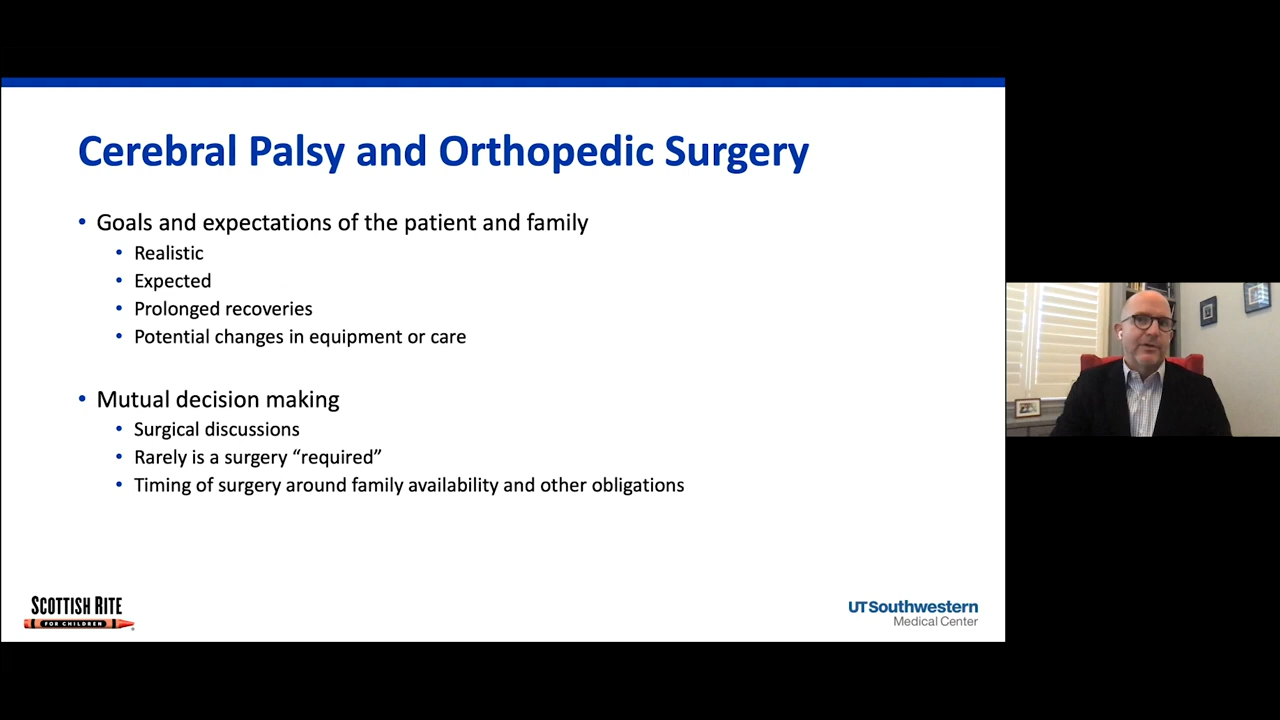 Cerebral Palsy and Orthopedic Surgery
• Goals and expectations of the patient and family
• Realistic
• Expected
• Prolonged recoveries
• Potential changes in equipment or care
• Mutual decision making
• Surgical discussions
• Rarely is a surgery “required”
• Timing of surgery around family availability and other obligations
SCOTTISH RITE
FOR CHILDREN
UT Southwestern
Medical Center